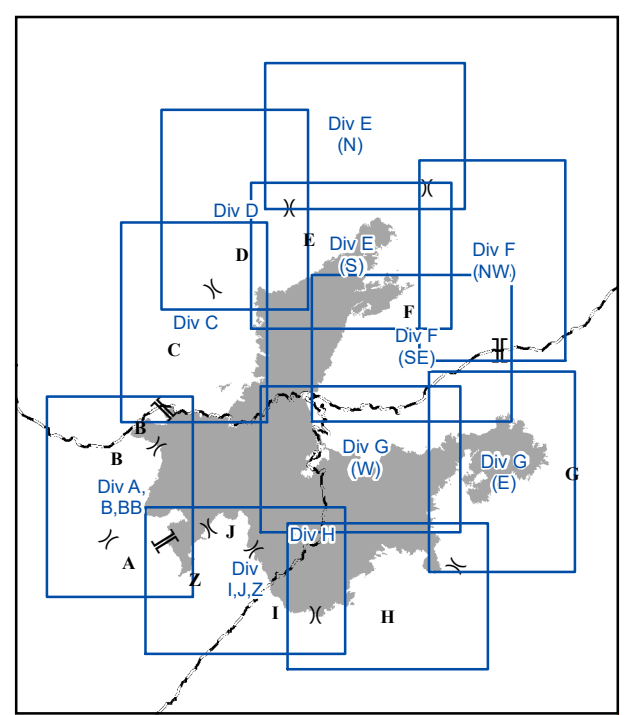 Div E
(N)
Div D
E
D
Div E
(S)
Div F
(NW)
F
Div C
Div F
(SE)
C
B
B
Div G
(W)
Div G
(E)
G
Div A,
B,BB
J
Div H
A
Z
Div
I,J,Z
I
H